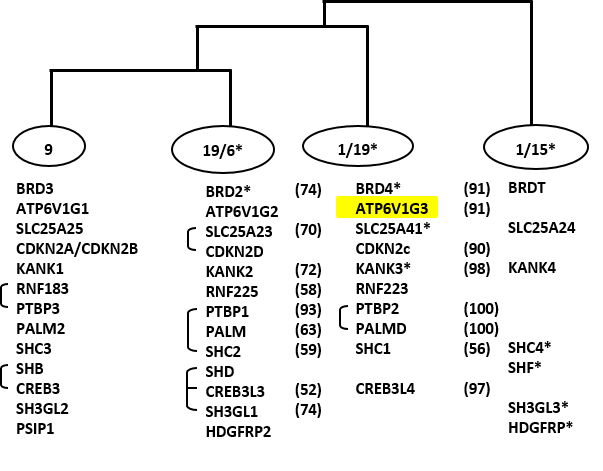 9 19/6* 1/19* 1/15*
BRD3 BRD2* (74) BRD4* (91) BRDT
ATP6V1G1 ATP6V1G2 ATP6V1G3 (91)
SLC25A25 SLC25A23 (70) SLC25A41* SLC25A24
CDKN2A/CDKN2B CDKN2D CDKN2c (90)
KANK1 KANK2 (72) KANK3* (98) KANK4
RNF183 RNF225 (58) RNF223
PTBP3 PTBP1 (93) PTBP2 (100)
PALM2 PALM (63) PALMD (100)
SHC3 SHC2 (59) SHC1 (56) SHC4*
SHB SHD SHF*
CREB3 CREB3L3 (52) CREB3L4 (97)
SH3GL2 SH3GL1 (74) SH3GL3*
PSIP1 HDGFRP2 HDGFRP*